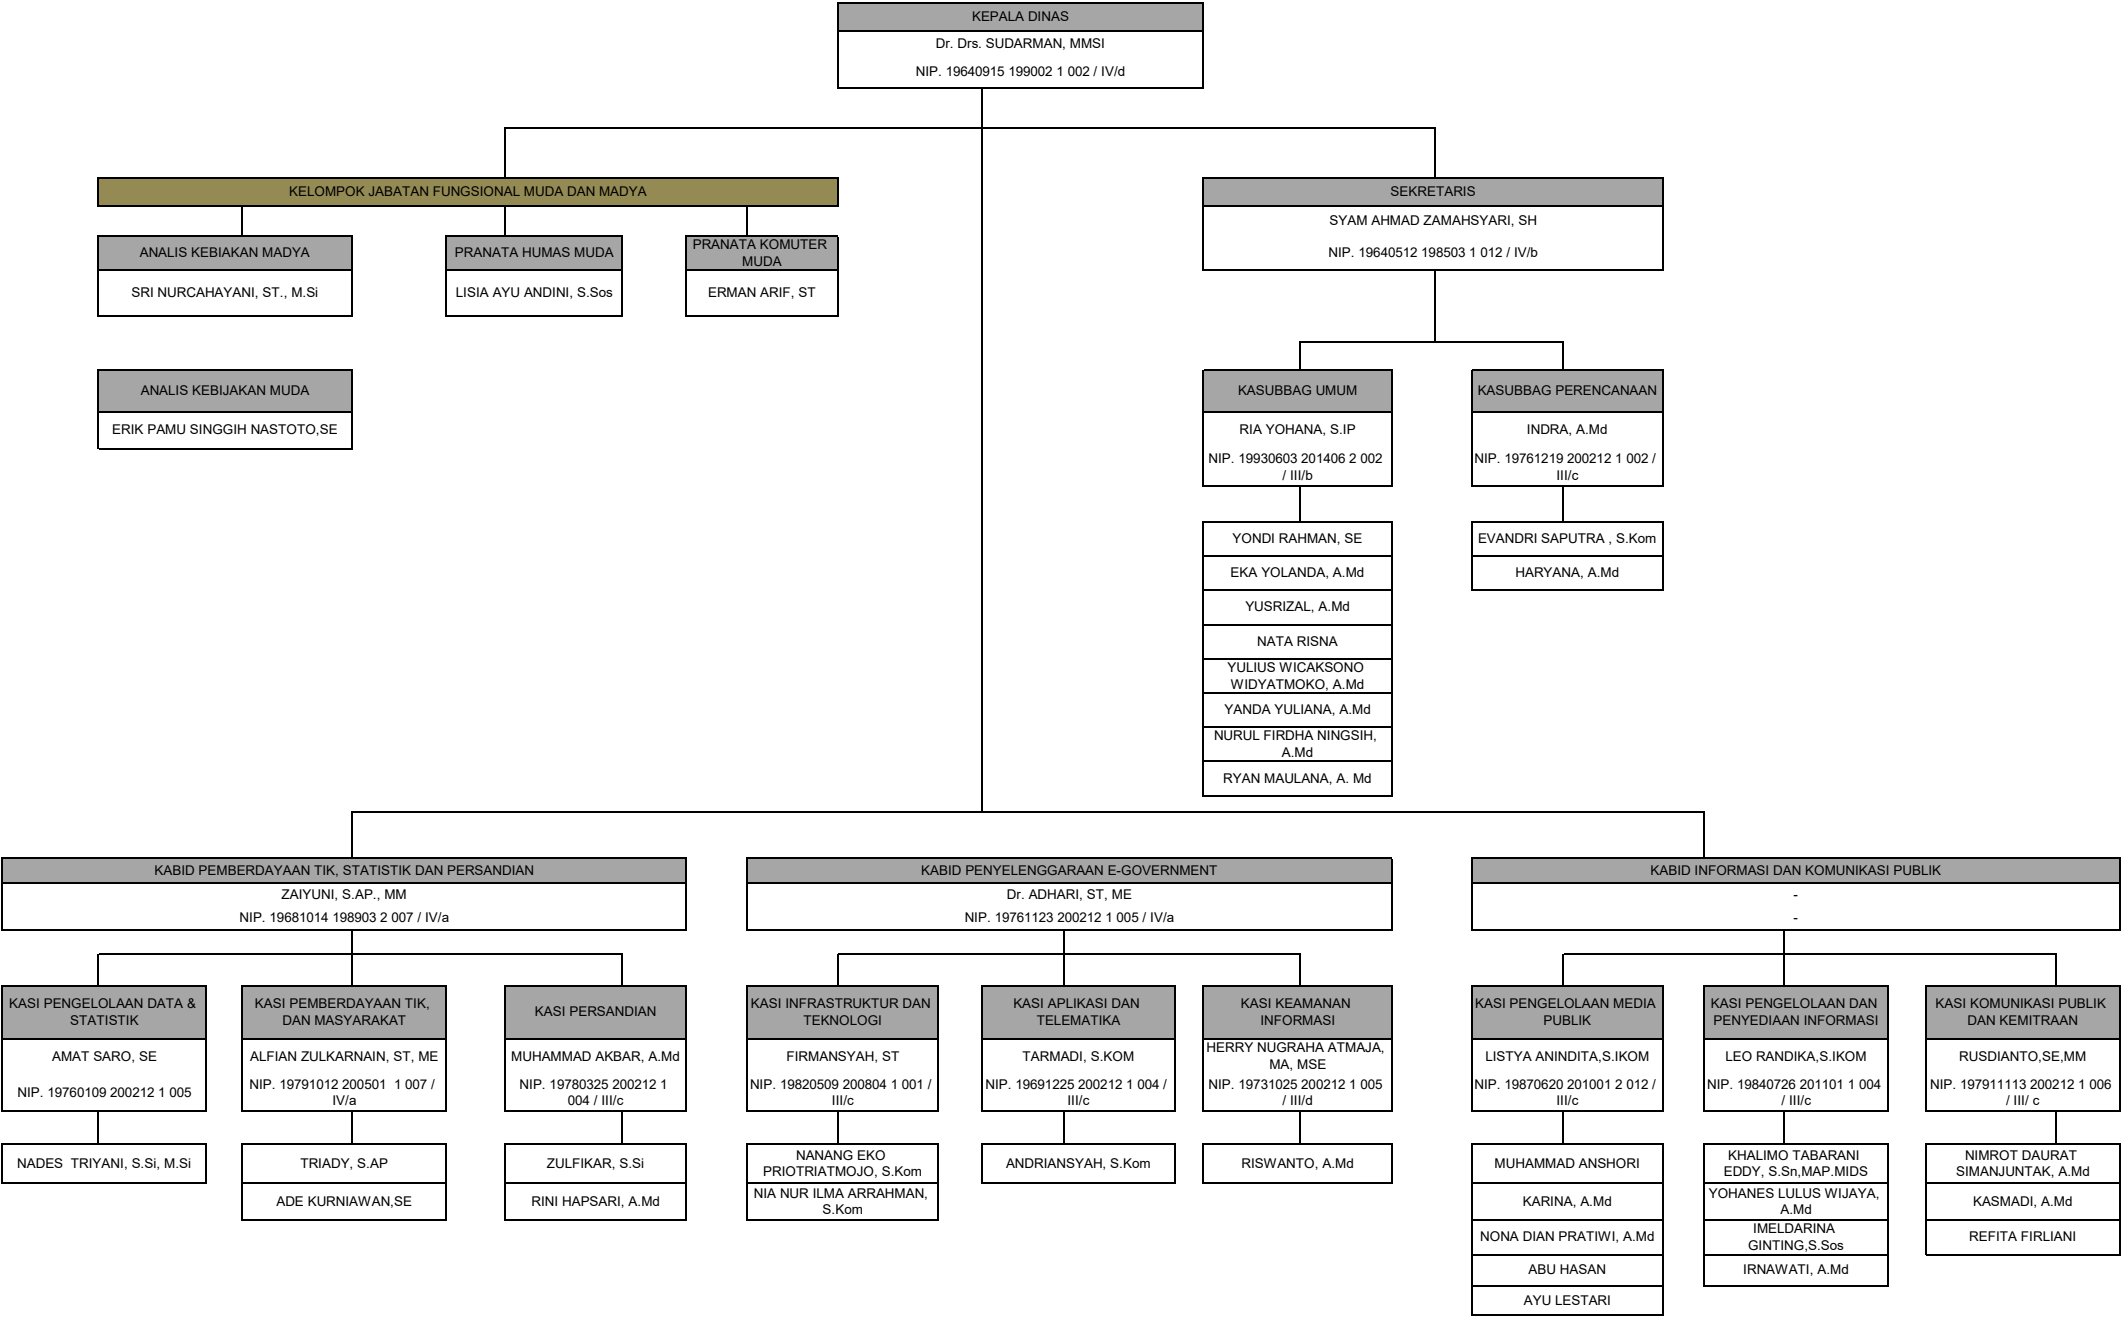 KEPALA DINAS
Dr. Drs. SUDARMAN, MMSI
NIP. 19640915 199002 1 002 / IV/d
KELOMPOK JABATAN FUNGSIONAL MUDA DAN MADYA
ANALIS KEBIAKAN MADYA
SRI NURCAHAYANI, ST., M.Si
PRANATA HUMAS MUDA
LISIA AYU ANDINI, S.Sos
PRANATA KOMUTER
MUDA
ERMAN ARIF, ST
ANALIS KEBIJAKAN MUDA
ERIK PAMU SINGGIH NASTOTO,SE
SEKRETARIS
SYAM AHMAD ZAMAHSYARI, SH
NIP. 19640512 198503 1 012 / IV/b
KASUBBAG UMUM
RIA YOHANA, S.IP
NIP. 19930603 201406 2 002
/ III/b
YONDI RAHMAN, SE
EKA YOLANDA, A.Md
YUSRIZAL, A.Md
NATA RISNA
YULIUS WICAKSONO
WIDYATMOKO, A.Md
YANDA YULIANA, A.Md
NURUL FIRDHA NINGSIH,
A.Md
RYAN MAULANA, A. Md
KASUBBAG PERENCANAAN
INDRA, A.Md
NIP. 19761219 200212 1 002 /
III/c
EVANDRI SAPUTRA , S.Kom
HARYANA, A.Md
KABID PEMBERDAYAAN TIK, STATISTIK DAN PERSANDIAN
ZAIYUNI, S.AP., MM
NIP. 19681014 198903 2 007 / IV/a
KASI PENGELOLAAN DATA &
STATISTIK
AMAT SARO, SE
NIP. 19760109 200212 1 005
NADES  TRIYANI, S.Si, M.Si
KASI PEMBERDAYAAN TIK,
DAN MASYARAKAT
ALFIAN ZULKARNAIN, ST, ME
NIP. 19791012 200501  1 007 /
IV/a
TRIADY, S.AP
ADE KURNIAWAN,SE
KASI PERSANDIAN
MUHAMMAD AKBAR, A.Md
NIP. 19780325 200212 1
004 / III/c
ZULFIKAR, S.Si
RINI HAPSARI, A.Md
KABID PENYELENGGARAAN E-GOVERNMENT
Dr. ADHARI, ST, ME
NIP. 19761123 200212 1 005 / IV/a
KASI INFRASTRUKTUR DAN
TEKNOLOGI
FIRMANSYAH, ST
NIP. 19820509 200804 1 001 /
III/c
NANANG EKO
PRIOTRIATMOJO, S.Kom
NIA NUR ILMA ARRAHMAN,
S.Kom
KASI APLIKASI DAN
TELEMATIKA
TARMADI, S.KOM
NIP. 19691225 200212 1 004 /
III/c
ANDRIANSYAH, S.Kom
KASI KEAMANAN
INFORMASI
HERRY NUGRAHA ATMAJA,
MA, MSE
NIP. 19731025 200212 1 005
/ III/d
RISWANTO, A.Md
KABID INFORMASI DAN KOMUNIKASI PUBLIK
-
-
KASI PENGELOLAAN MEDIA
PUBLIK
LISTYA ANINDITA,S.IKOM
NIP. 19870620 201001 2 012 /
III/c
MUHAMMAD ANSHORI
KARINA, A.Md
NONA DIAN PRATIWI, A.Md
ABU HASAN
AYU LESTARI
KASI PENGELOLAAN DAN
PENYEDIAAN INFORMASI
LEO RANDIKA,S.IKOM
NIP. 19840726 201101 1 004
/ III/c
KHALIMO TABARANI
EDDY, S.Sn,MAP.MIDS
YOHANES LULUS WIJAYA,
A.Md
IMELDARINA
GINTING,S.Sos
IRNAWATI, A.Md
KASI KOMUNIKASI PUBLIK
DAN KEMITRAAN
RUSDIANTO,SE,MM
NIP. 197911113 200212 1 006
/ III/ c
NIMROT DAURAT
SIMANJUNTAK, A.Md
KASMADI, A.Md
REFITA FIRLIANI